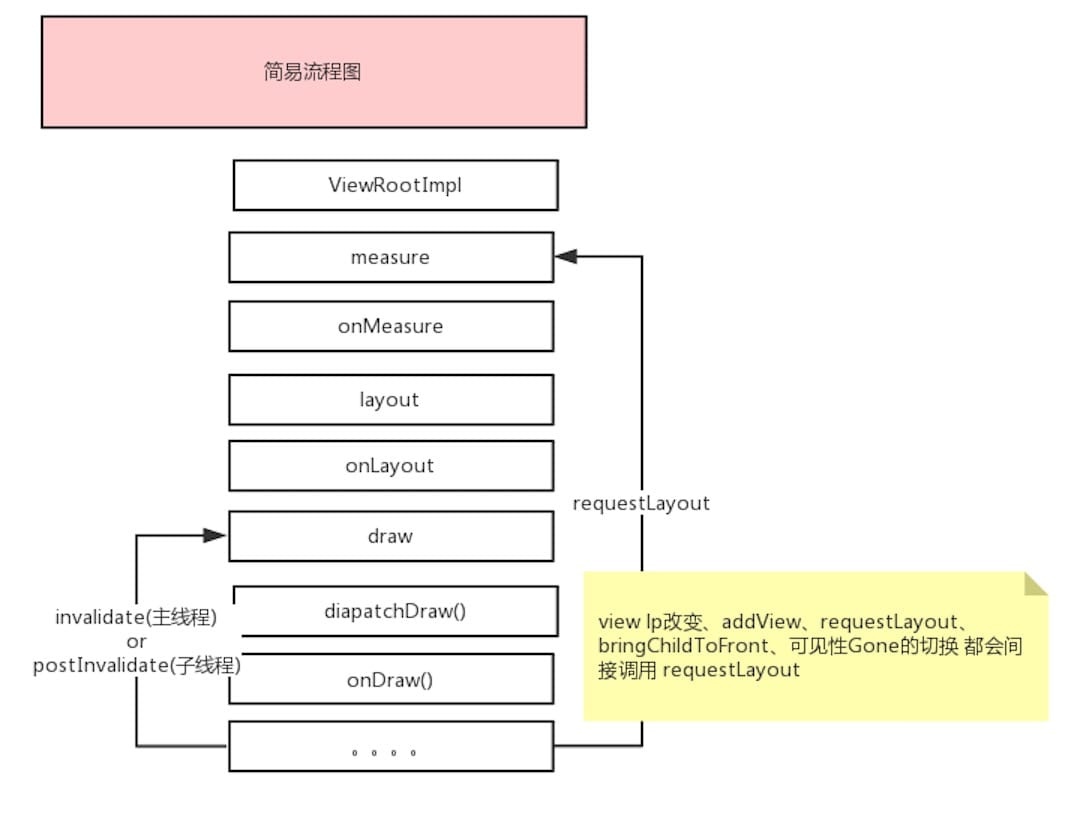 简易流程图
ViewRootImpl
measure
onMeasure
layout
onLayout
requestLayout
draw
diapatchDraw()
invalidate(主线程)
or
postInvalidate(子线程)
view lp改变、addView、requestLayout、
bringChildToFront、可见性Gone的切换 都会间
接调用 requestLayout
onDraw()
。。。。